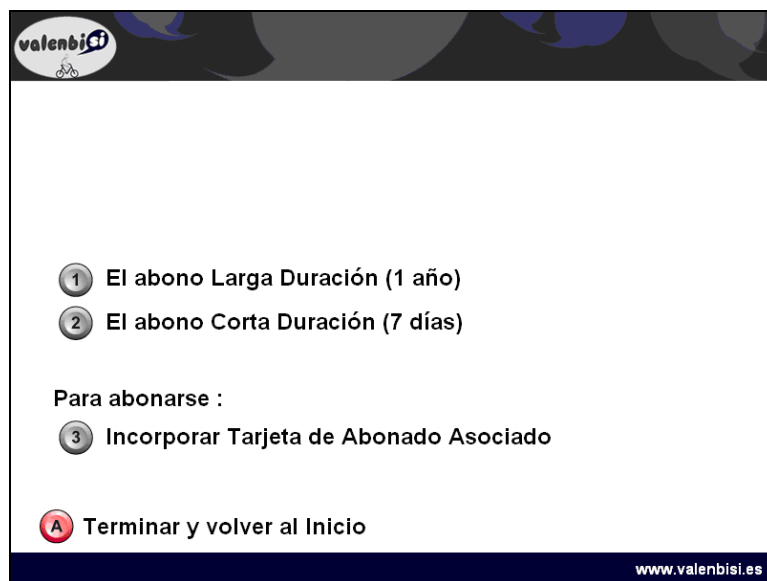 valenbisi
1 El abono Larga Duración (1 año)
2 El abono Corta Duración (7 días)
Para abonarse :
3 Incorporar Tarjeta de Abonado Asociado
A Terminar y volver al Inicio
www.valenbisi.es